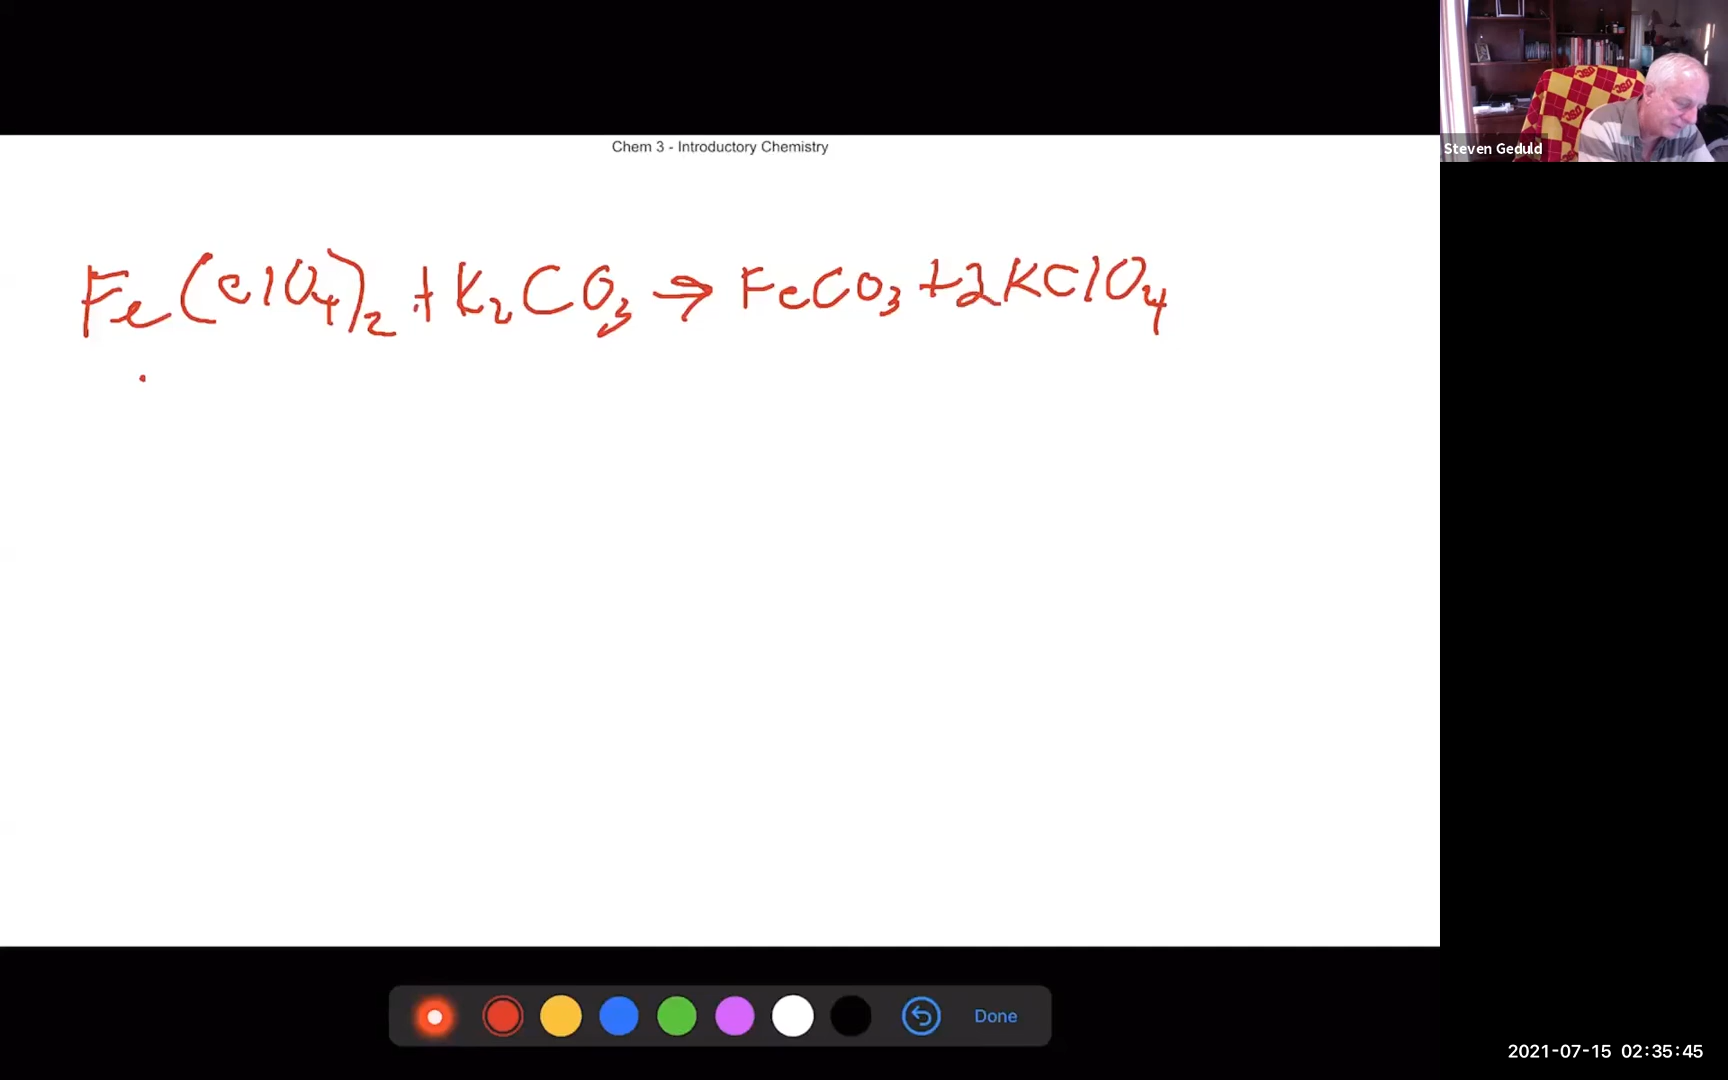 Steven Geduld
Chem 3 - Introductory Chemistry
Fe(ClO₄)₂ + K₂CO₃ → FeCO₃ + 2KClO₄
Done
2021-07-15 02:35:45